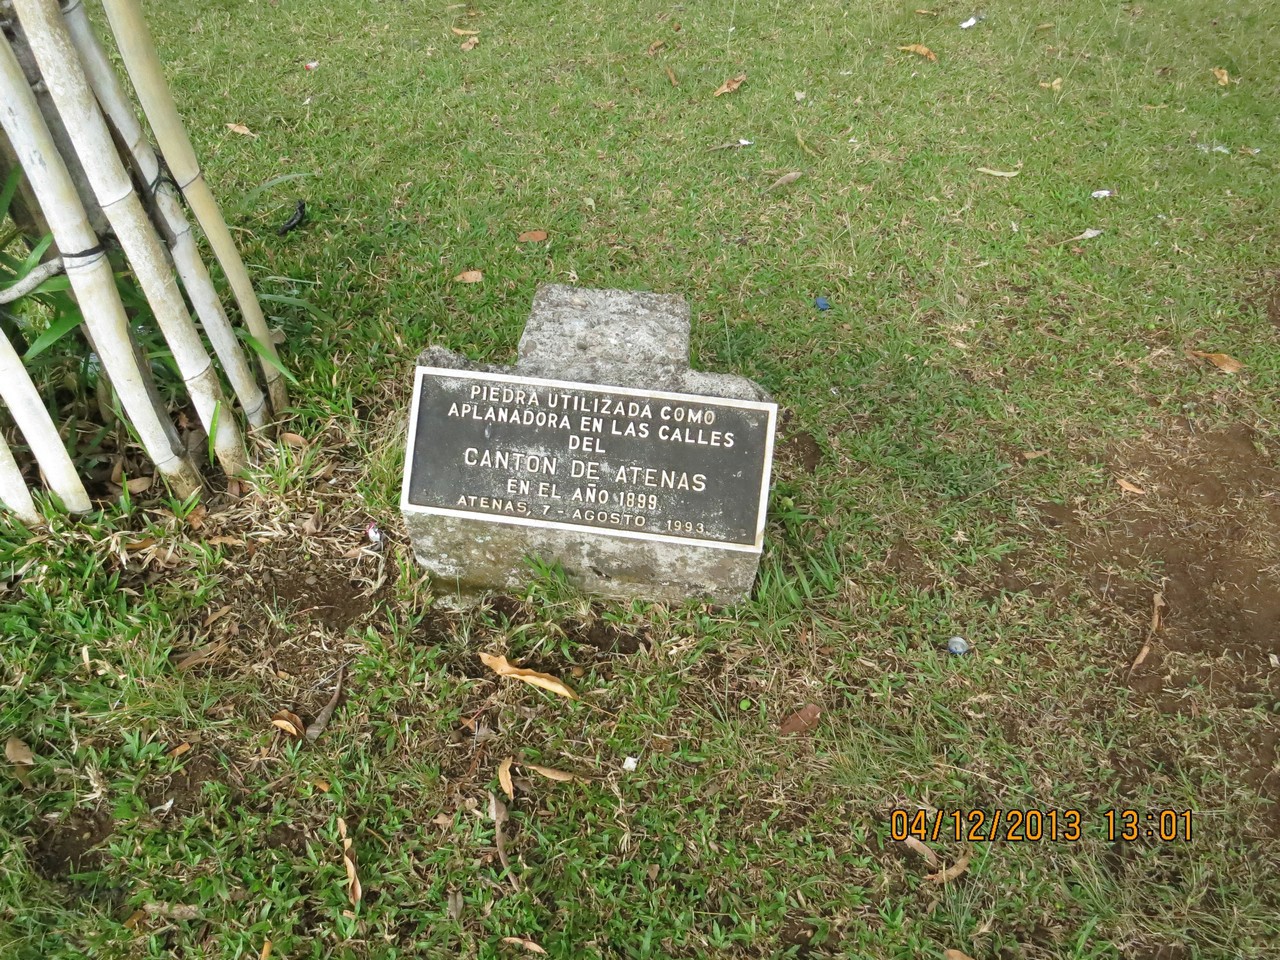 PIEDRA UTILIZADA COMO
APLANADORA EN LAS CALLES
DEL
CANTON DE ATENAS
EN EL AÑO 1899
ATENAS, 7 - AGOSTO - 1993
04/12/2013 13:01